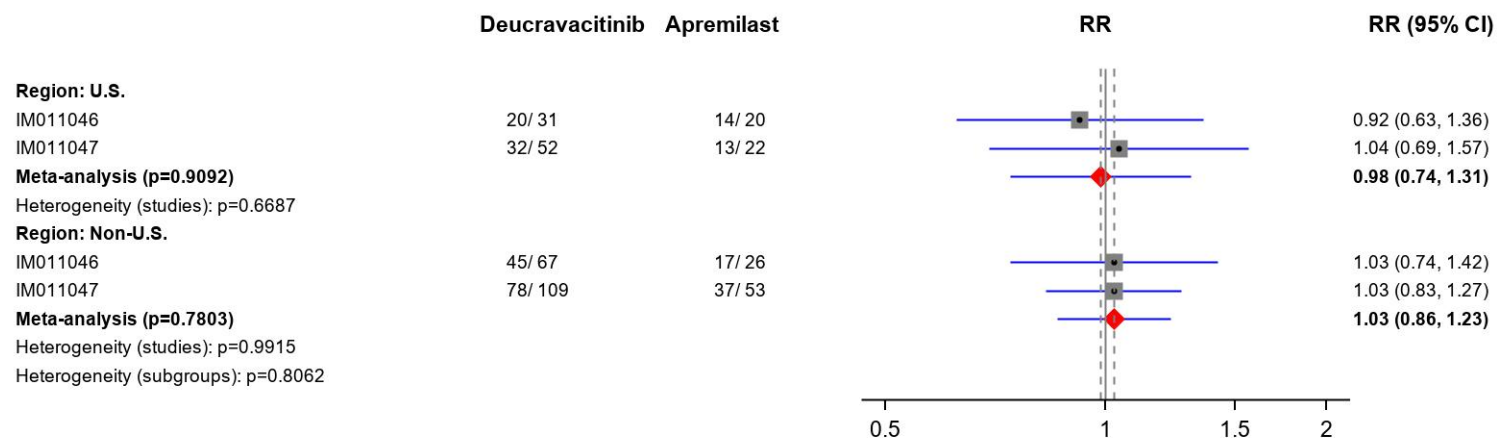 Deucravacitinib Apremilast RR RR (95% CI)
Region: U.S.
IM011046 20/ 31 14/ 20 0.92 (0.63, 1.36)
IM011047 32/ 52 13/ 22 1.04 (0.69, 1.57)
Meta-analysis (p=0.9092) 0.98 (0.74, 1.31)
Heterogeneity (studies): p=0.6687
Region: Non-U.S.
IM011046 45/ 67 17/ 26 1.03 (0.74, 1.42)
IM011047 78/ 109 37/ 53 1.03 (0.83, 1.27)
Meta-analysis (p=0.7803) 1.03 (0.86, 1.23)
Heterogeneity (studies): p=0.9915
Heterogeneity (subgroups): p=0.8062
0.5 1 1.5 2